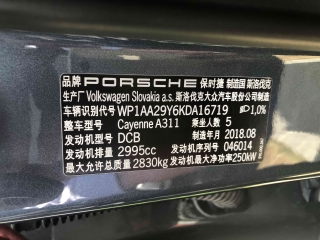 品牌 PORSCHE 保时捷 制造国 斯洛伐克
生产厂 Volkswagen Slovakia a.s. 斯洛伐克大众汽车股份公司制造
车辆识别代号 WP1AA29Y6KDA16719 1,0%
整车型号 Cayenne A311 乘坐人数 5
发动机型号 DCB 制造年月 2018.08
发动机排量 2995cc 发动机序列号 046014
最大允许总质量 2830kg 发动机最大净功率 250kW